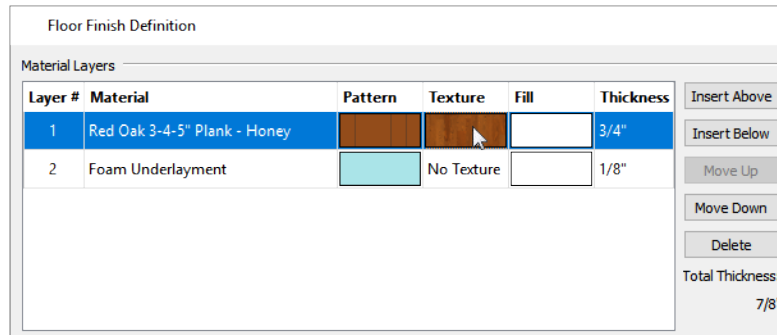 Floor Finish Definition
Material Layers
Layer # Material Pattern Texture Fill Thickness
1 Red Oak 3-4-5" Plank - Honey 3/4"
2 Foam Underlayment No Texture 1/8"
Insert Above
Insert Below
Move Up
Move Down
Delete
Total Thickness
7/8